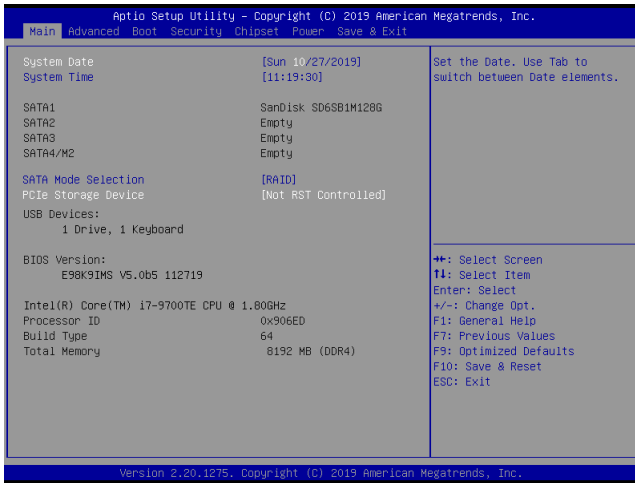 Aptio Setup Utility – Copyright (C) 2019 American Megatrends, Inc.
Main Advanced Boot Security Chipset Power Save & Exit
System Date [Sun 10/27/2019] Set the Date. Use Tab to
System Time [11:19:30] switch between Date elements.
SATA1 SanDisk SD6SB1M128G
SATA2 Empty
SATA3 Empty
SATA4/M2 Empty
SATA Mode Selection [RAID]
PCIe Storage Device [Not RST Controlled]
USB Devices:
1 Drive, 1 Keyboard
BIOS Version: →←: Select Screen
E98K9IMS V5.0b5 112719 ↑↓: Select Item
Enter: Select
Intel(R) Core(TM) i7-9700TE CPU @ 1.80GHz +/-: Change Opt.
Processor ID 0x906ED F1: General Help
Build Type 64 F7: Previous Values
Total Memory 8192 MB (DDR4) F9: Optimized Defaults
F10: Save & Reset
ESC: Exit
Version 2.20.1275. Copyright (C) 2019 American Megatrends, Inc.